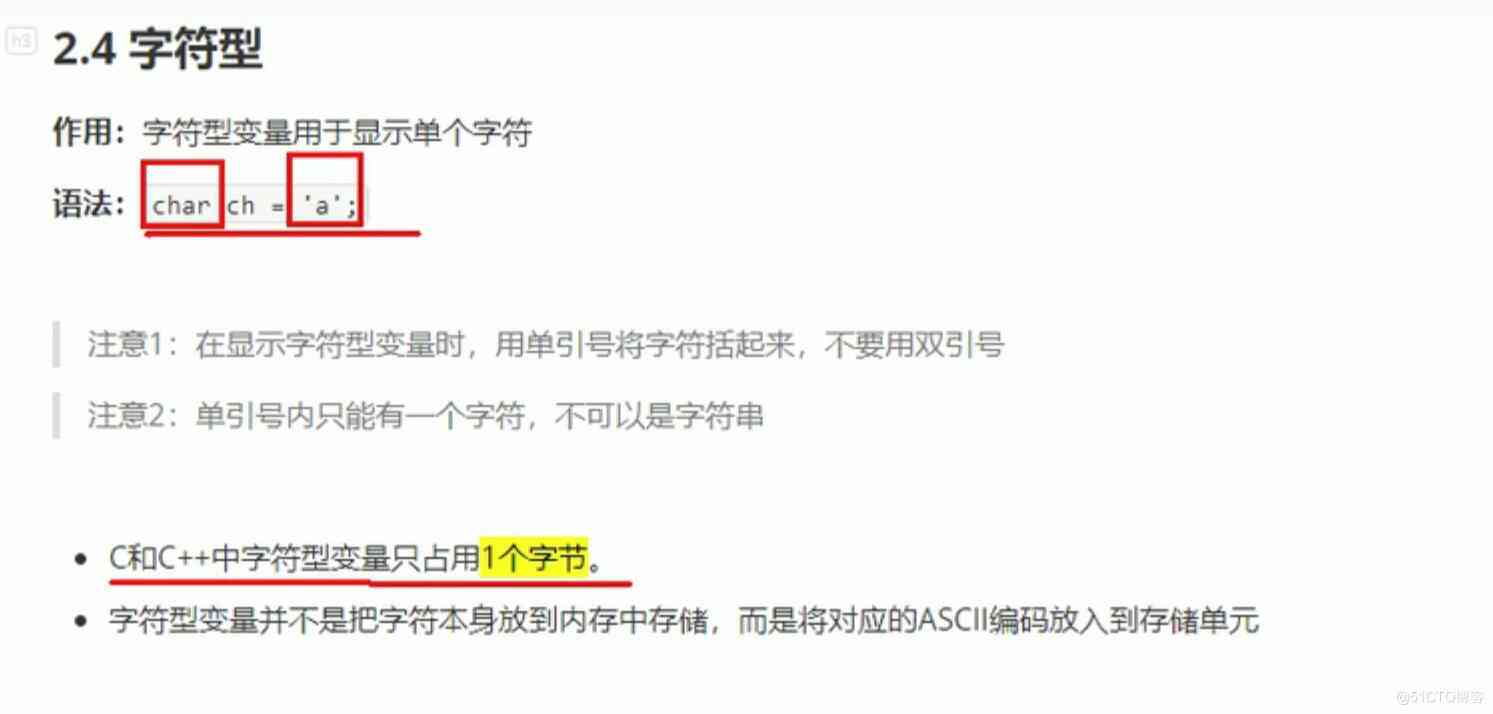 h3
2.4 字符型
作用：字符型变量用于显示单个字符
语法：char ch = 'a';
注意1：在显示字符型变量时，用单引号将字符括起来，不要用双引号
注意2：单引号内只能有一个字符，不可以是字符串
• C和C++中字符型变量只占用1个字节。
• 字符型变量并不是把字符本身放到内存中存储，而是将对应的ASCII编码放入到存储单元
@51CTO博客